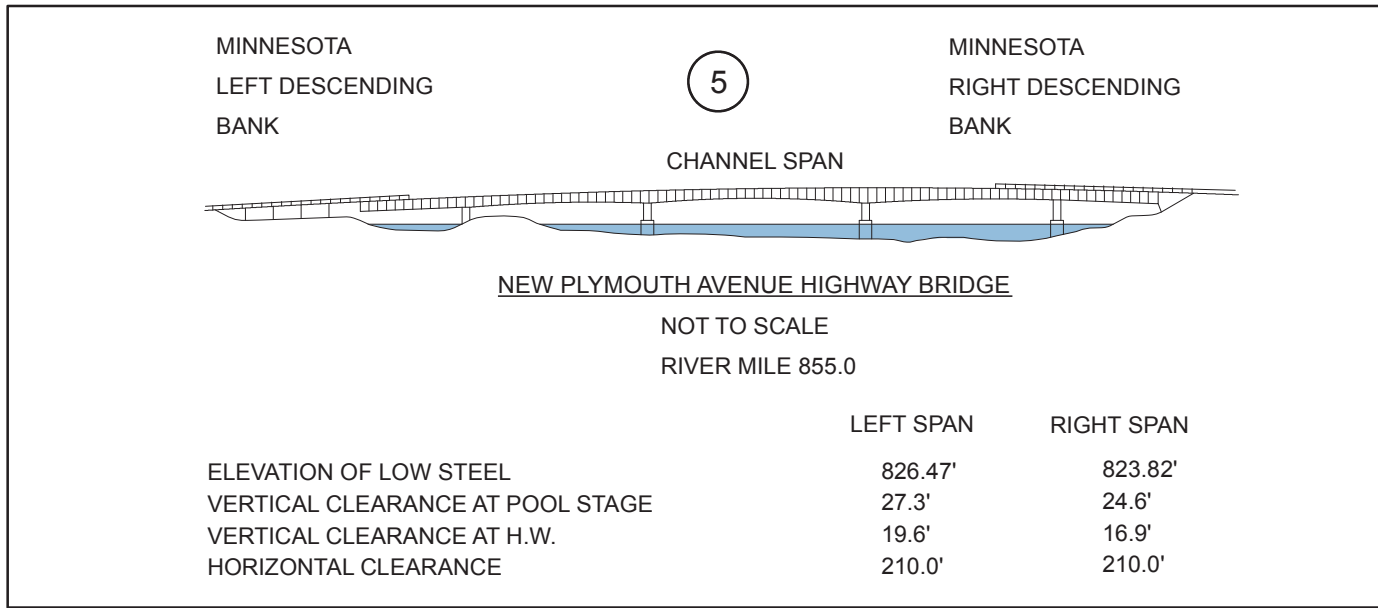 MINNESOTA
LEFT DESCENDING
BANK
5
MINNESOTA
RIGHT DESCENDING
BANK
CHANNEL SPAN
NEW PLYMOUTH AVENUE HIGHWAY BRIDGE
NOT TO SCALE
RIVER MILE 855.0
LEFT SPAN RIGHT SPAN
ELEVATION OF LOW STEEL 826.47' 823.82'
VERTICAL CLEARANCE AT POOL STAGE 27.3' 24.6'
VERTICAL CLEARANCE AT H.W. 19.6' 16.9'
HORIZONTAL CLEARANCE 210.0' 210.0'